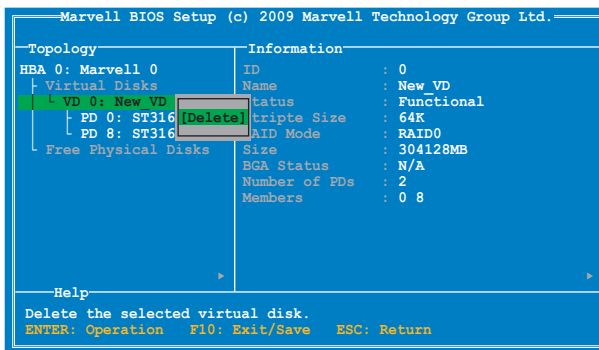 Marvell BIOS Setup (c) 2009 Marvell Technology Group Ltd.
Topology
HBA 0: Marvell 0
Virtual Disks
VD 0: New_VD
PD 0: ST316
PD 8: ST316
Free Physical Disks
[Delete]
Information
ID : 0
Name : New_VD
tatus : Functional
tripte Size : 64K
AID Mode : RAID0
Size : 304128MB
BGA Status : N/A
Number of PDs : 2
Members : 0 8
Help
Delete the selected virtual disk.
ENTER: Operation F10: Exit/Save ESC: Return